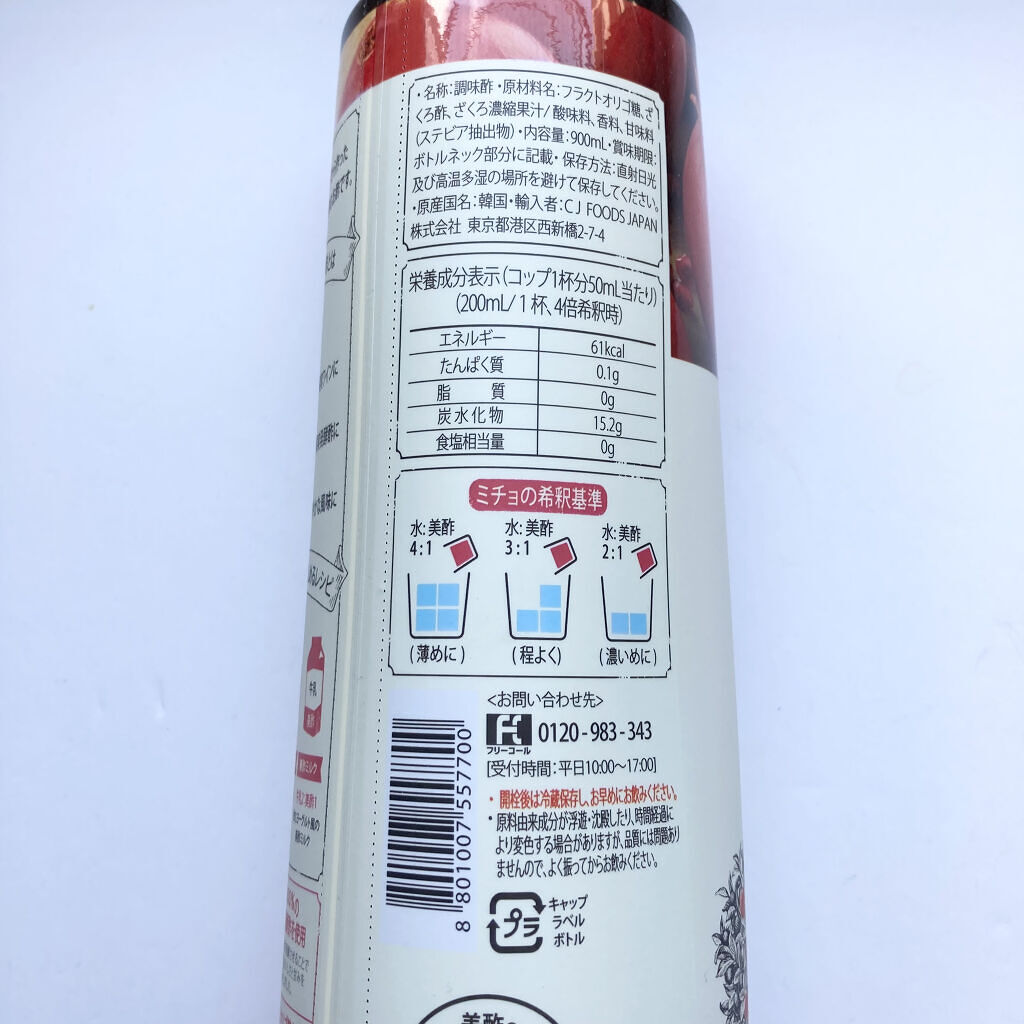 ・名称：調味酢・原材料名：フラクトオリゴ糖、ざ
くろ酢、ざくろ濃縮果汁/酸味料、香料、甘味料
(ステビア抽出物)・内容量：900mL・賞味期限：
ボトルネック部分に記載・保存方法：直射日光
及び高温多湿の場所を避けて保存してください。
・原産国名：韓国・輸入者：CJ FOODS JAPAN
株式会社 東京都港区西新橋2-7-4
栄養成分表示(コップ1杯分50mL当たり)
(200mL/1杯、4倍希釈時)
エネルギー 61kcal
たんぱく質 0.1g
脂 質 0g
炭水化物 15.2g
食塩相当量 0g
ミチョの希釈基準
水：美酢 水：美酢 水：美酢
4：1 3：1 2：1
(薄めに) (程よく) (濃いめに)
<お問い合わせ先>
フリーコール 0120-983-343
[受付時間：平日10:00〜17:00]
・開栓後は冷蔵保存し、お早めにお飲みください。
・原料由来成分が浮遊・沈殿したり、時間経過に
より変色する場合がありますが、品質には問題あり
ませんので、よく振ってからお飲みください。
8 801007 557700
プラ
キャップ
ラベル
ボトル
牛乳
美酢
美酢ミルク
を使用